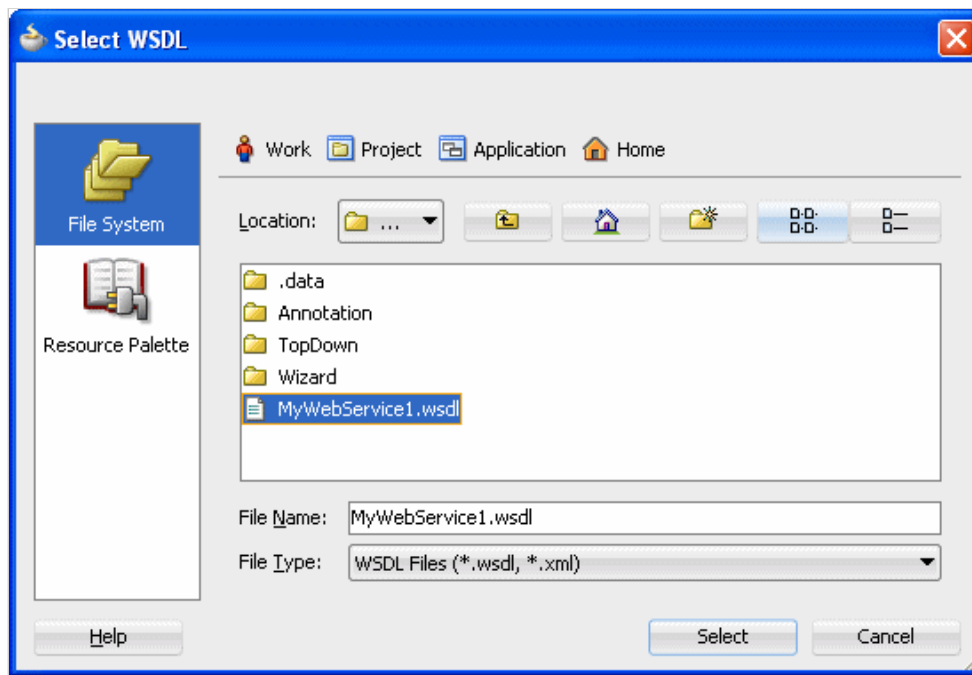 Select WSDL
Work Project Application Home
File System
Location: ...
Resource Palette
.data
Annotation
TopDown
Wizard
MyWebService1.wsdl
File Name: MyWebService1.wsdl
File Type: WSDL Files (*.wsdl, *.xml)
Help Select Cancel